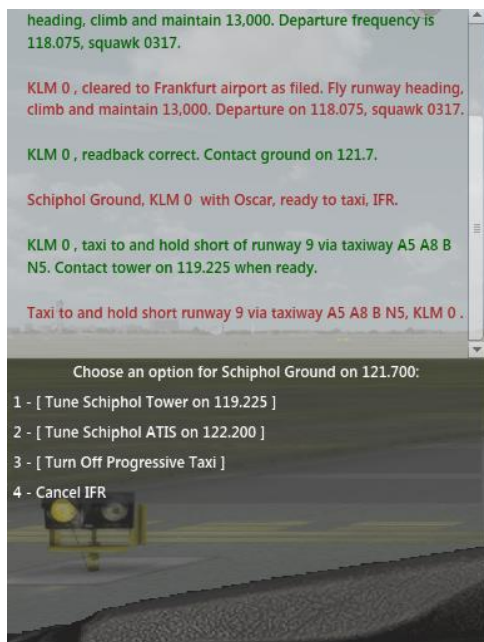 heading, climb and maintain 13,000. Departure frequency is
118.075, squawk 0317.
KLM 0 , cleared to Frankfurt airport as filed. Fly runway heading,
climb and maintain 13,000. Departure on 118.075, squawk 0317.
KLM 0 , readback correct. Contact ground on 121.7.
Schiphol Ground, KLM 0  with Oscar, ready to taxi, IFR.
KLM 0 , taxi to and hold short of runway 9 via taxiway A5 A8 B
N5. Contact tower on 119.225 when ready.
Taxi to and hold short runway 9 via taxiway A5 A8 B N5, KLM 0 .
Choose an option for Schiphol Ground on 121.700:
1 - [ Tune Schiphol Tower on 119.225 ]
2 - [ Tune Schiphol ATIS on 122.200 ]
3 - [ Turn Off Progressive Taxi ]
4 - Cancel IFR